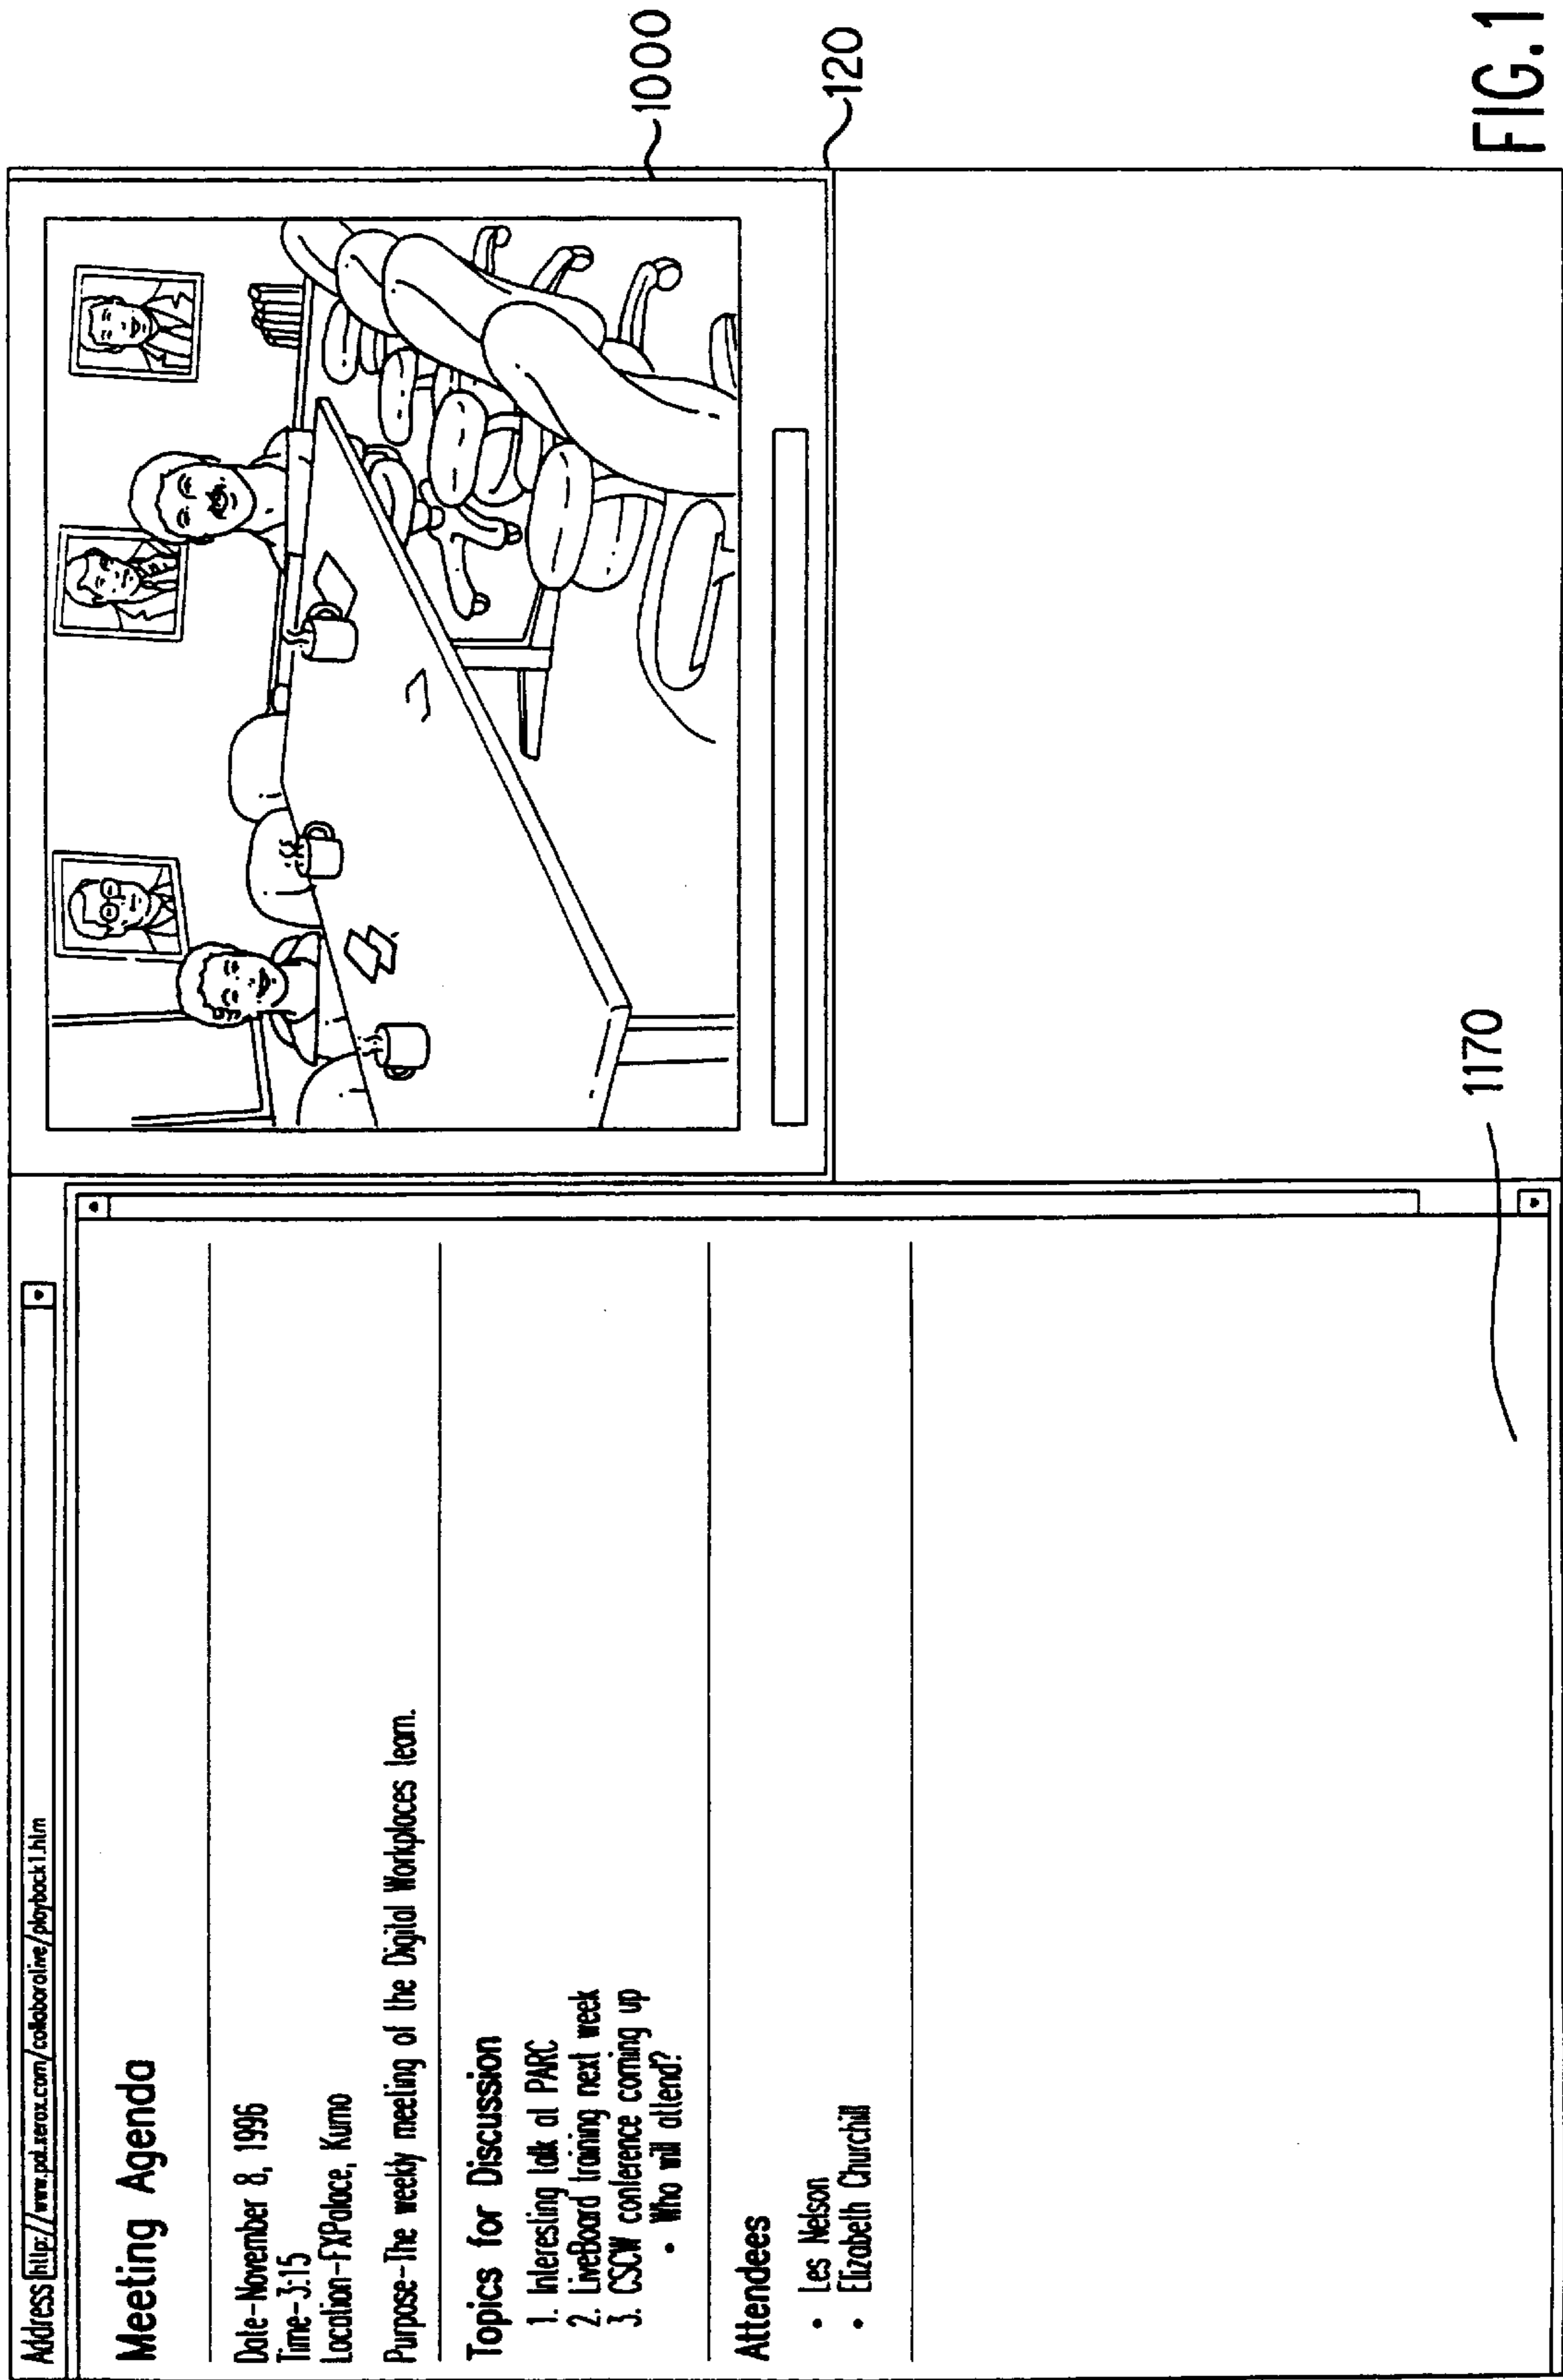 Address http://www.pal.xerox.com/collaborative/playback1.htm
Meeting Agenda
Date-November 8, 1996
Time-3:15
Location-FXPalace, Kumo
Purpose-The weekly meeting of the Digital Workplaces team.
Topics for Discussion
1. Interesting talk at PARC
2. LiveBoard training next week
3. CSCW conference coming up
• Who will attend?
Attendees
• Les Nelson
• Elizabeth Churchill
1000
120
1170
FIG.1